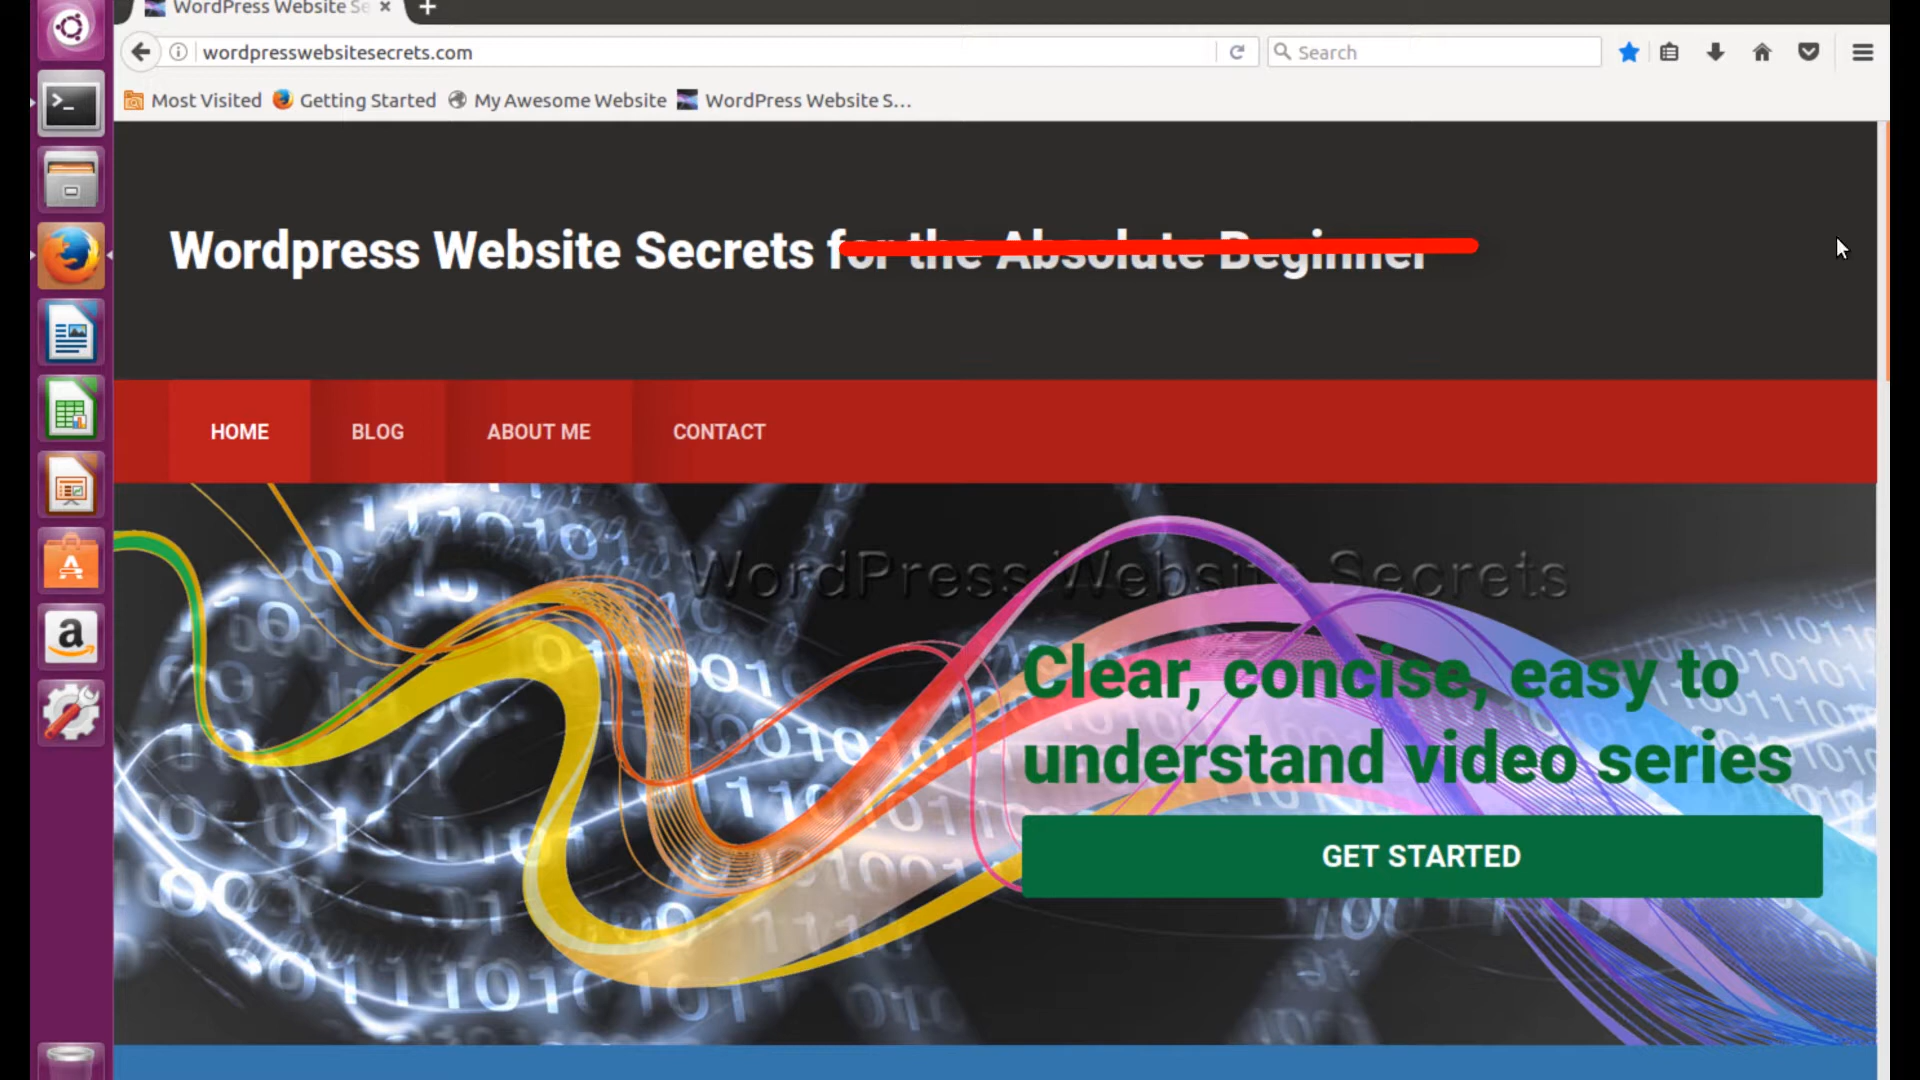 WordPress Website Se
wordpresswebsitesecrets.com
Search
Most Visited
Getting Started
My Awesome Website
WordPress Website S...
Wordpress Website Secrets for the Absolute Beginner
HOME
BLOG
ABOUT ME
CONTACT
WordPress Website Secrets
Clear, concise, easy to
understand video series
GET STARTED